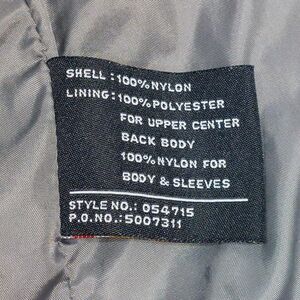 SHELL : 100% NYLON
LINING : 100% POLYESTER
FOR UPPER CENTER
BACK BODY
100% NYLON FOR
BODY & SLEEVES
STYLE NO.: 054715
P.O.NO.: 5007311